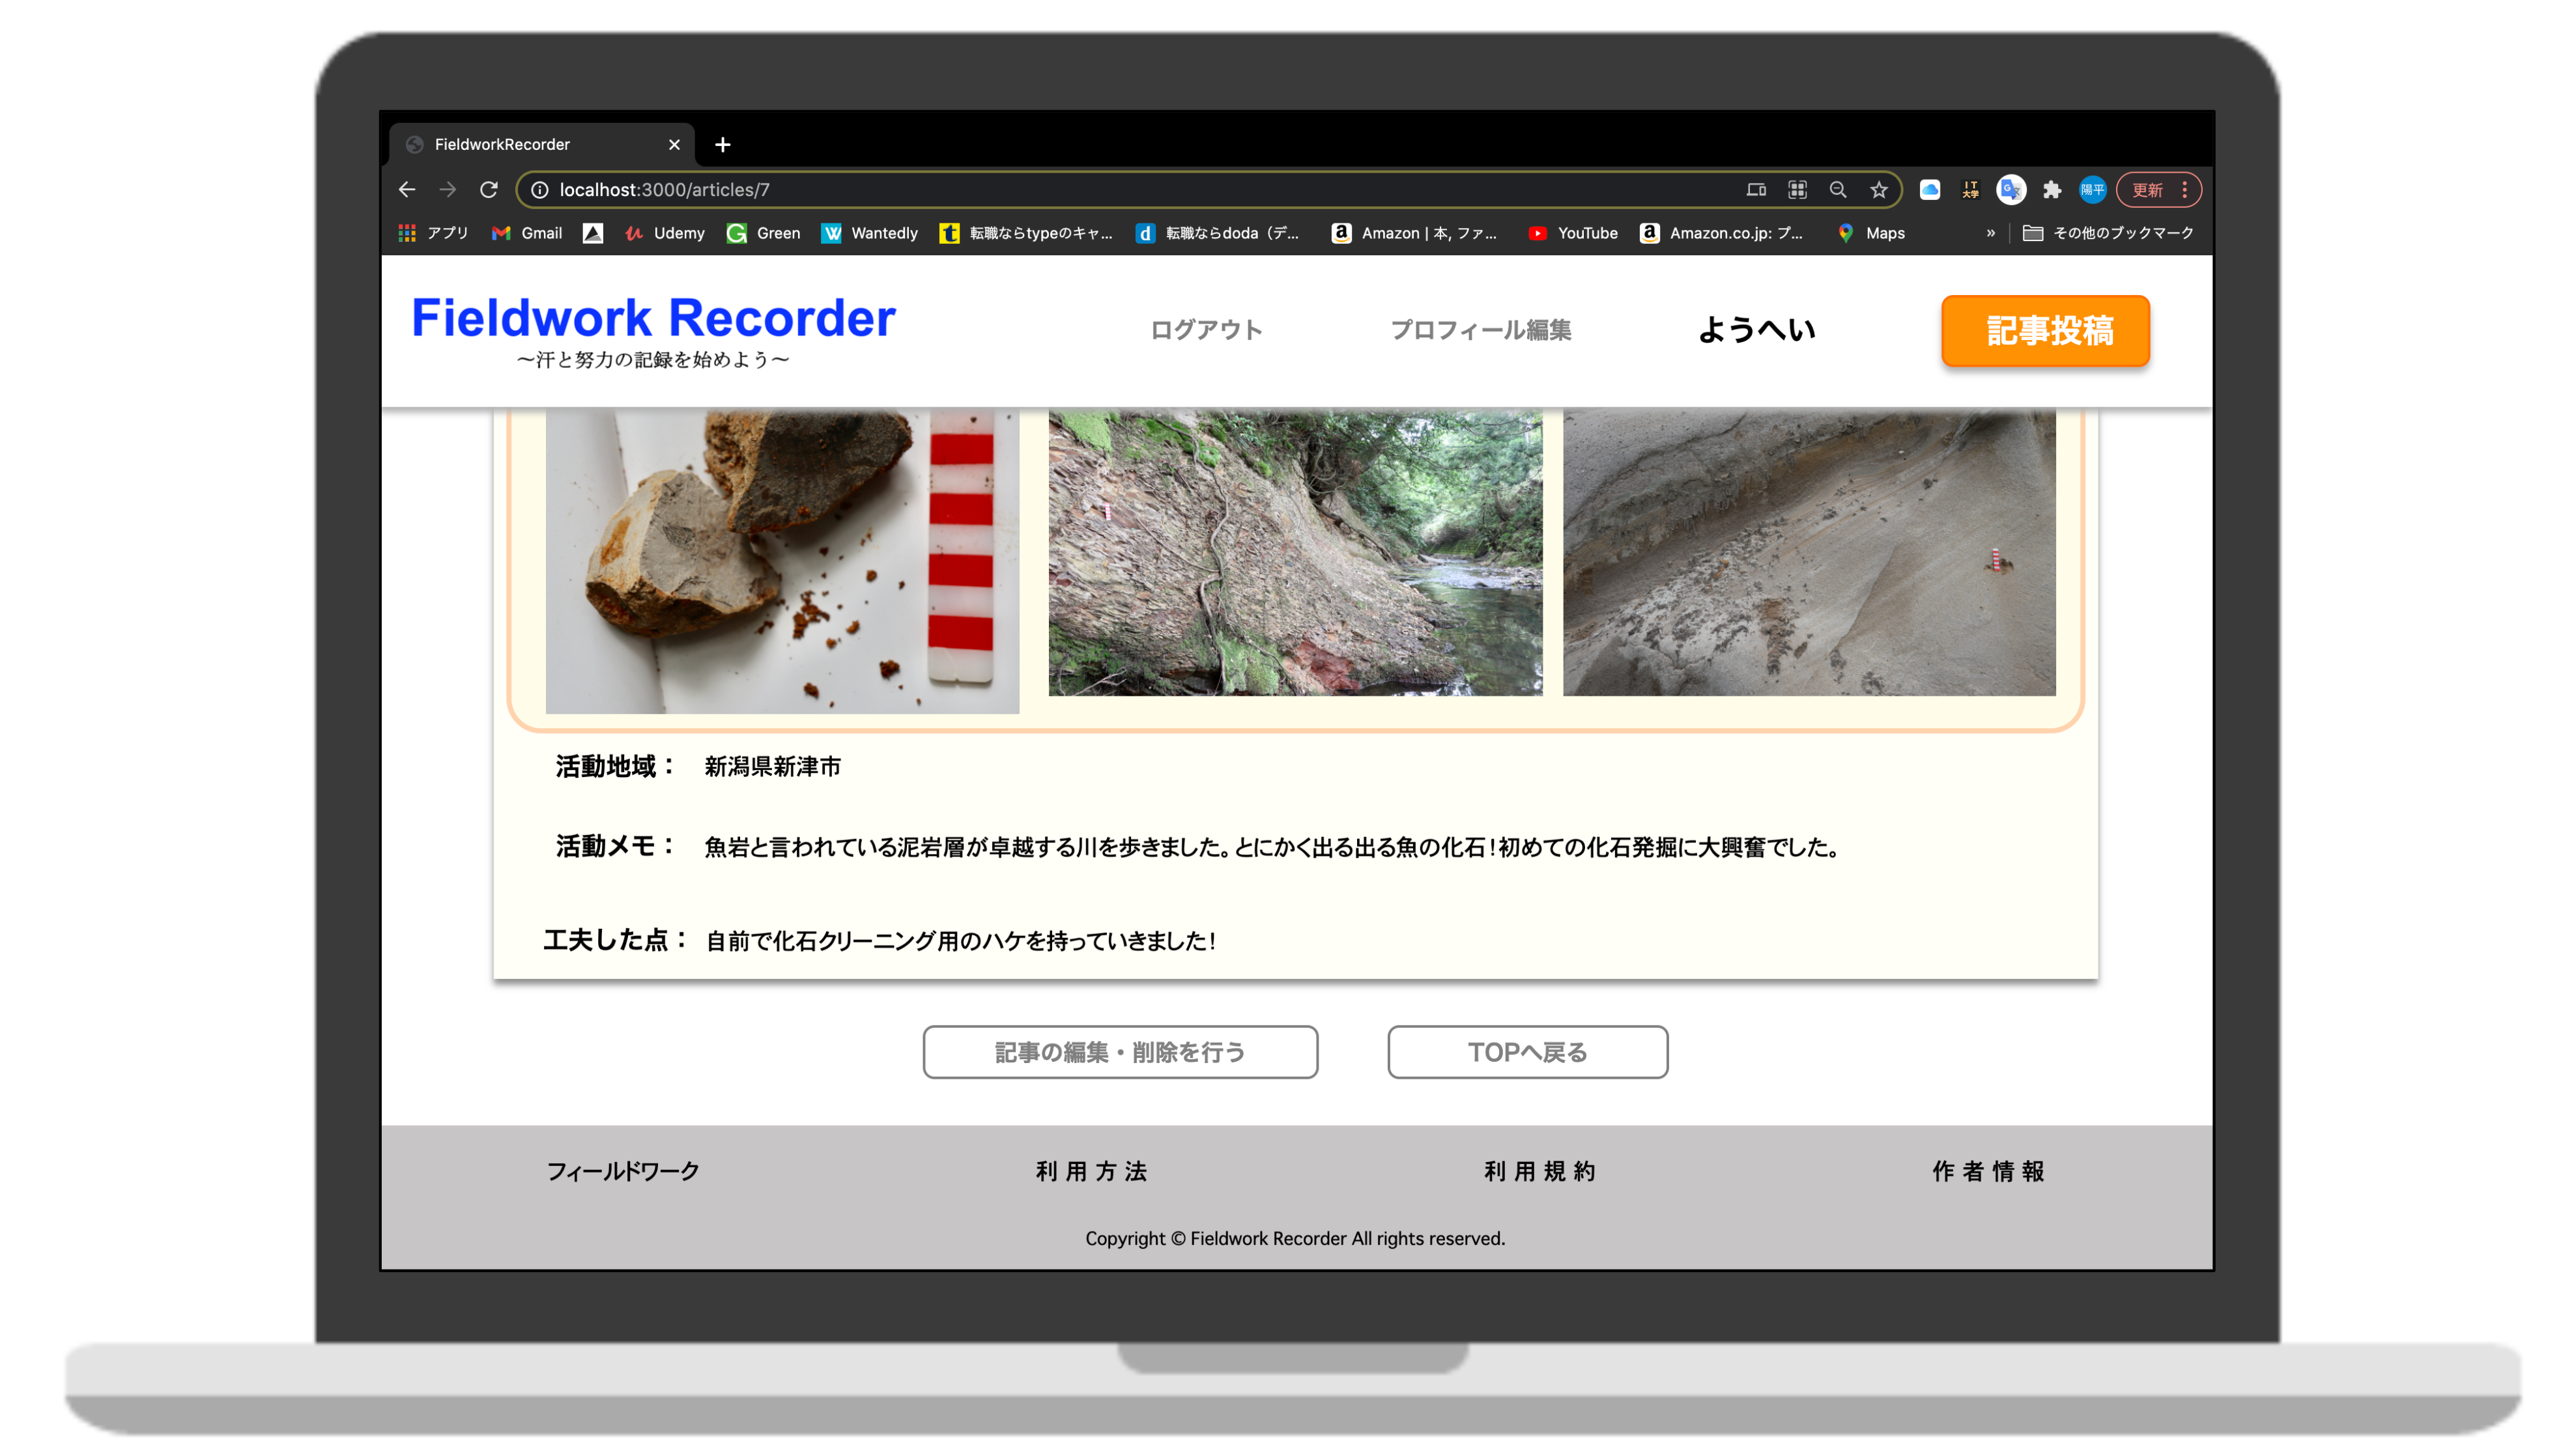 FieldworkRecorder
localhost:3000/articles/7
IT
大学
陽平
更新
アプリ Gmail Udemy Green Wantedly 転職ならtypeのキャ... 転職ならdoda（デ... Amazon | 本, ファ... YouTube Amazon.co.jp: プ... Maps » その他のブックマーク
Fieldwork Recorder
〜汗と努力の記録を始めよう〜
ログアウト
プロフィール編集
ようへい
記事投稿
活動地域： 新潟県新津市
活動メモ： 魚岩と言われている泥岩層が卓越する川を歩きました。とにかく出る出る魚の化石！初めての化石発掘に大興奮でした。
工夫した点： 自前で化石クリーニング用のハケを持っていきました！
記事の編集・削除を行う TOPへ戻る
フィールドワーク 利用方法 利用規約 作者情報
Copyright © Fieldwork Recorder All rights reserved.